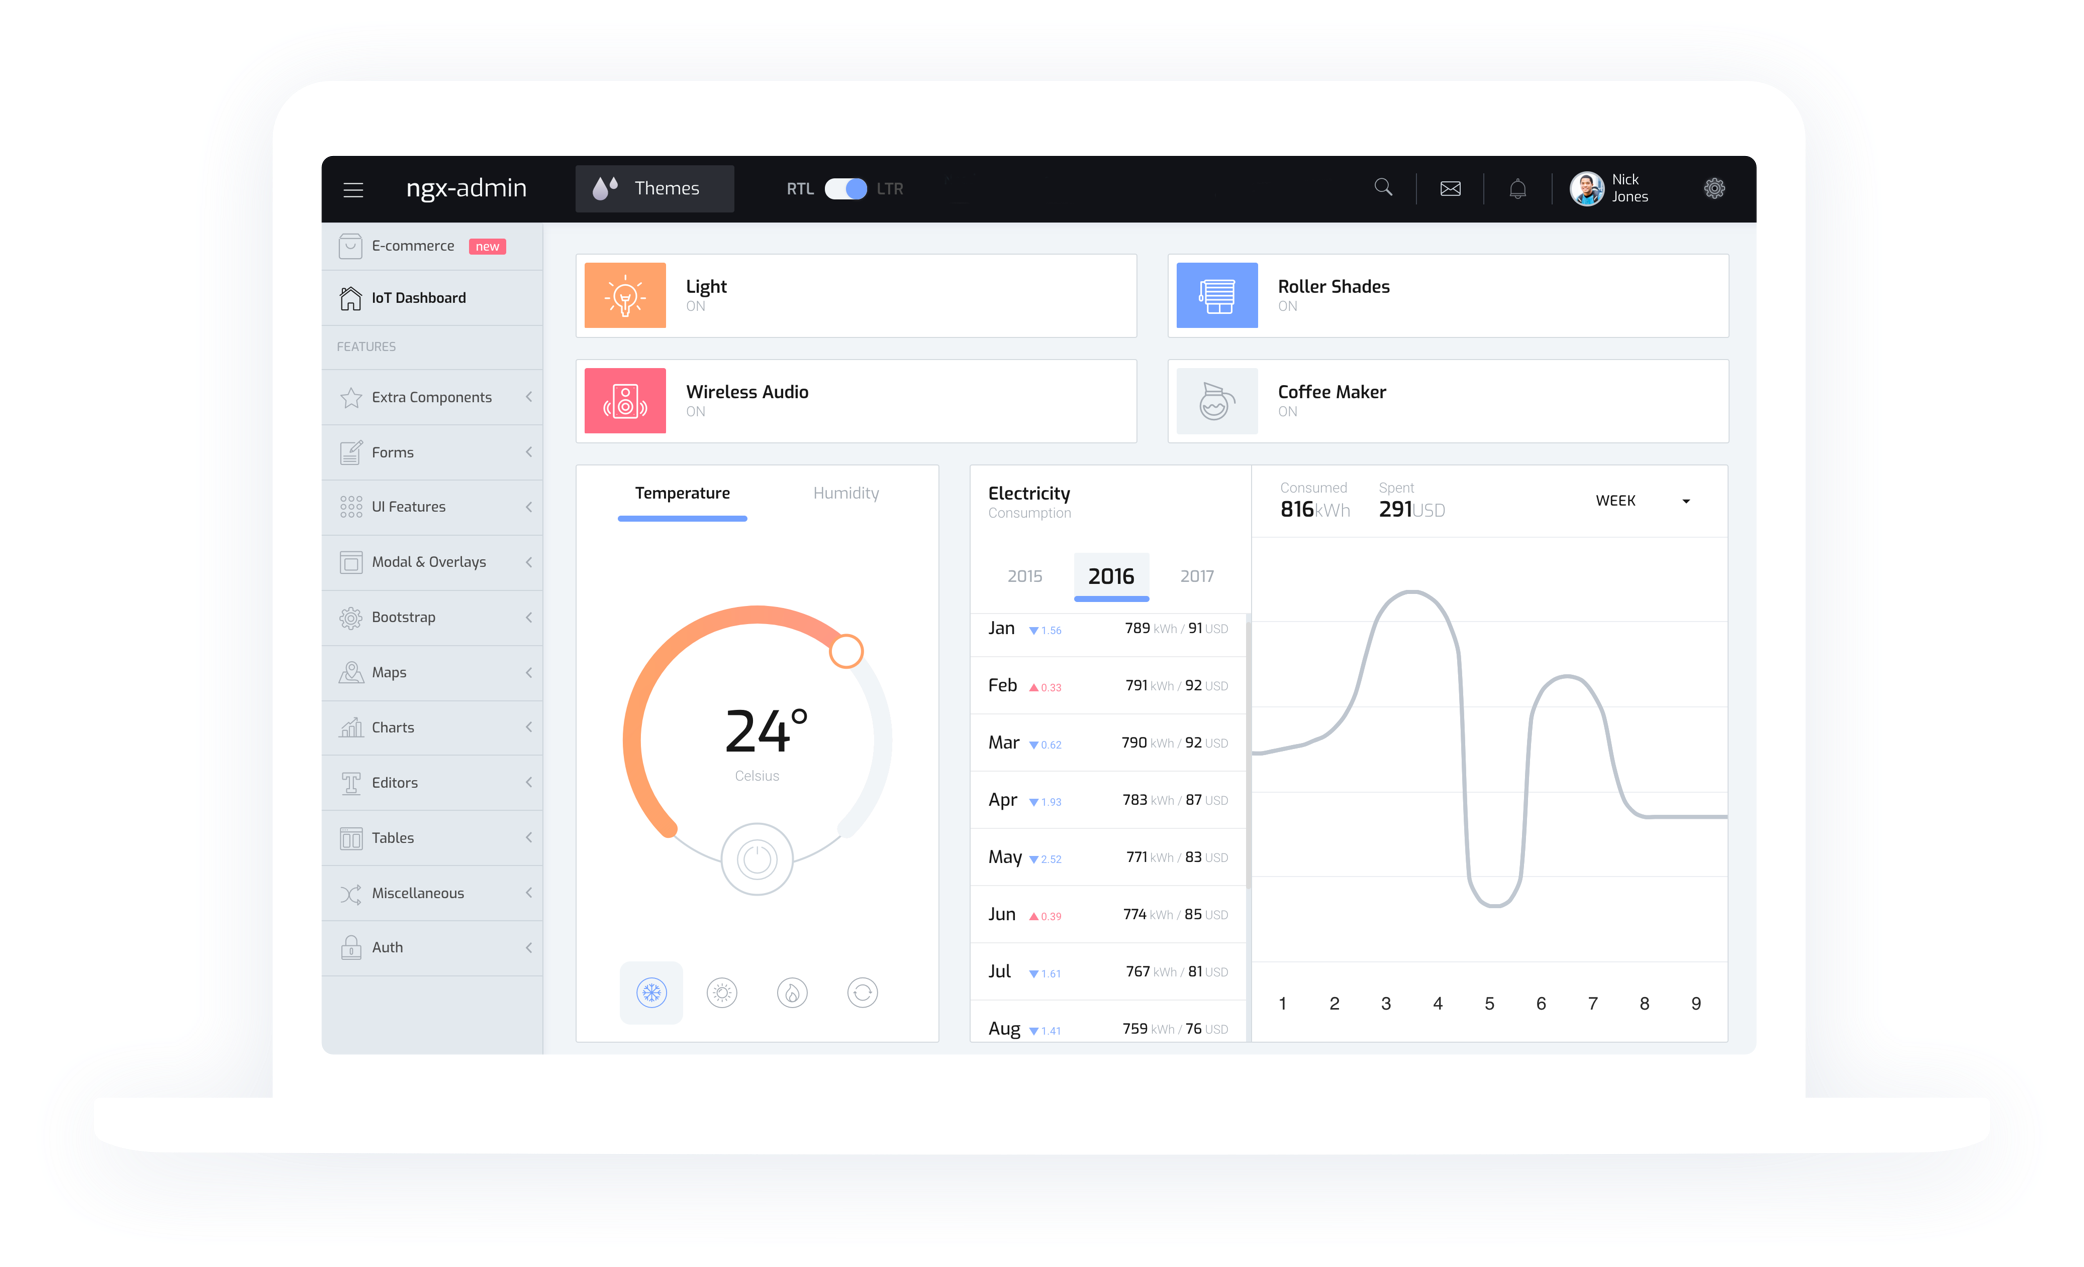 ngx-admin
Themes
RTL LTR
Nick
Jones
E-commerce new
IoT Dashboard
FEATURES
Extra Components
Forms
UI Features
Modal & Overlays
Bootstrap
Maps
Charts
Editors
Tables
Miscellaneous
Auth
Light
ON
Roller Shades
ON
Wireless Audio
ON
Coffee Maker
ON
Temperature Humidity
24°
Celsius
Electricity
Consumption
2015 2016 2017
Jan 1.56 789 kWh / 91 USD
Feb 0.33 791 kWh / 92 USD
Mar 0.62 790 kWh / 92 USD
Apr 1.93 783 kWh / 87 USD
May 2.52 771 kWh / 83 USD
Jun 0.39 774 kWh / 85 USD
Jul 1.61 767 kWh / 81 USD
Aug 1.41 759 kWh / 76 USD
Consumed Spent
816kWh 291USD
WEEK
1 2 3 4 5 6 7 8 9